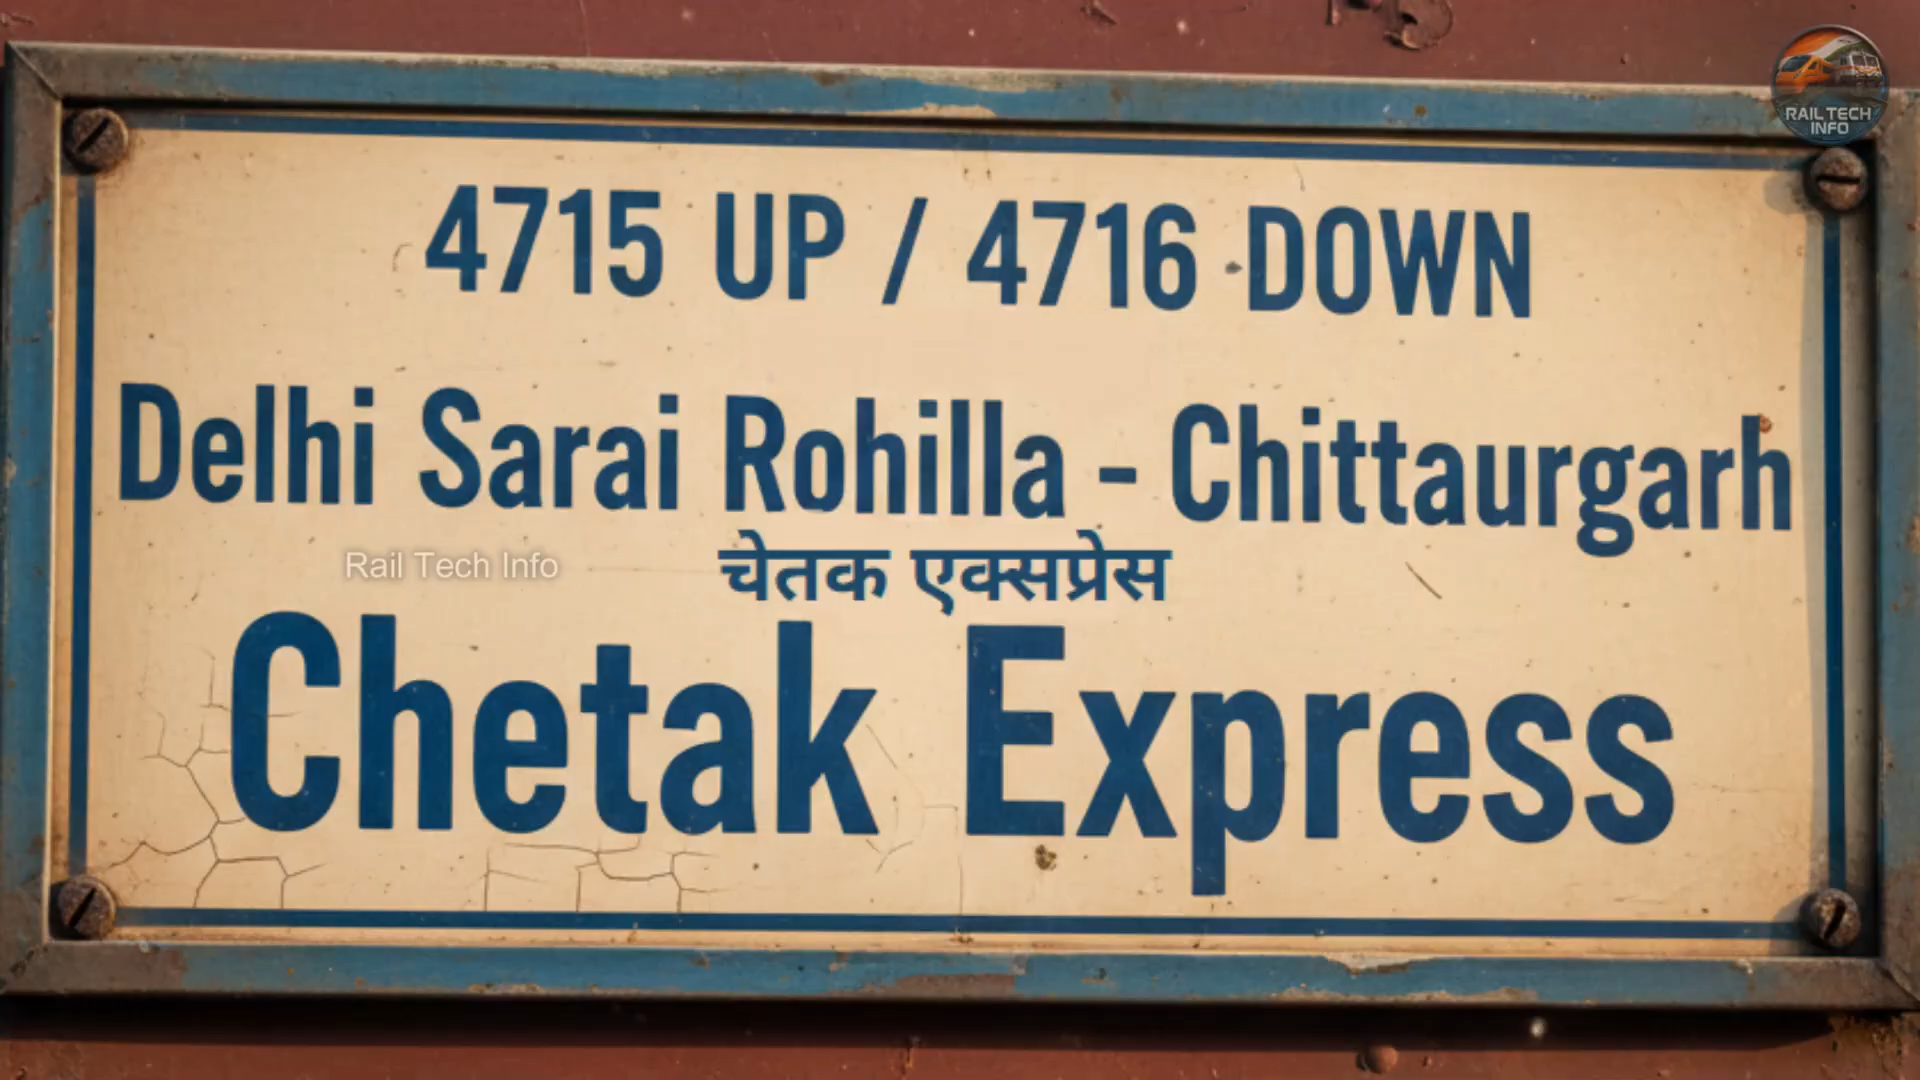 RAIL TECH
INFO
4715 UP / 4716 DOWN
Delhi Sarai Rohilla - Chittaurgarh
Rail Tech Info
चेतक एक्सप्रेस
Chetak Express